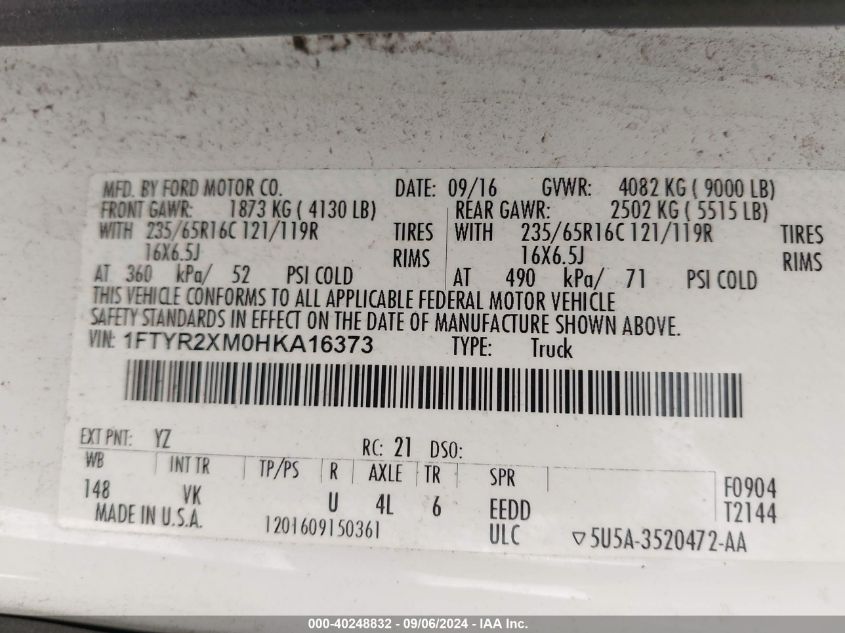 MFD. BY FORD MOTOR CO. DATE: 09/16 GVWR: 4082 KG ( 9000 LB)
FRONT GAWR: 1873 KG ( 4130 LB) REAR GAWR: 2502 KG ( 5515 LB)
WITH 235/65R16C 121/119R TIRES WITH 235/65R16C 121/119R TIRES
16X6.5J RIMS 16X6.5J RIMS
AT 360 kPa/ 52 PSI COLD AT 490 kPa/ 71 PSI COLD
THIS VEHICLE CONFORMS TO ALL APPLICABLE FEDERAL MOTOR VEHICLE
SAFETY STANDARDS IN EFFECT ON THE DATE OF MANUFACTURE SHOWN ABOVE.
VIN: 1FTYR2XM0HKA16373 TYPE: Truck
EXT PNT: YZ RC: 21 DSO:
WB INT TR TP/PS R AXLE TR SPR F0904
148 VK U 4L 6 EEDD T2144
MADE IN U.S.A. 1201609150361 ULC ▽5U5A-3520472-AA
000-40248832 - 09/06/2024 - IAA Inc.